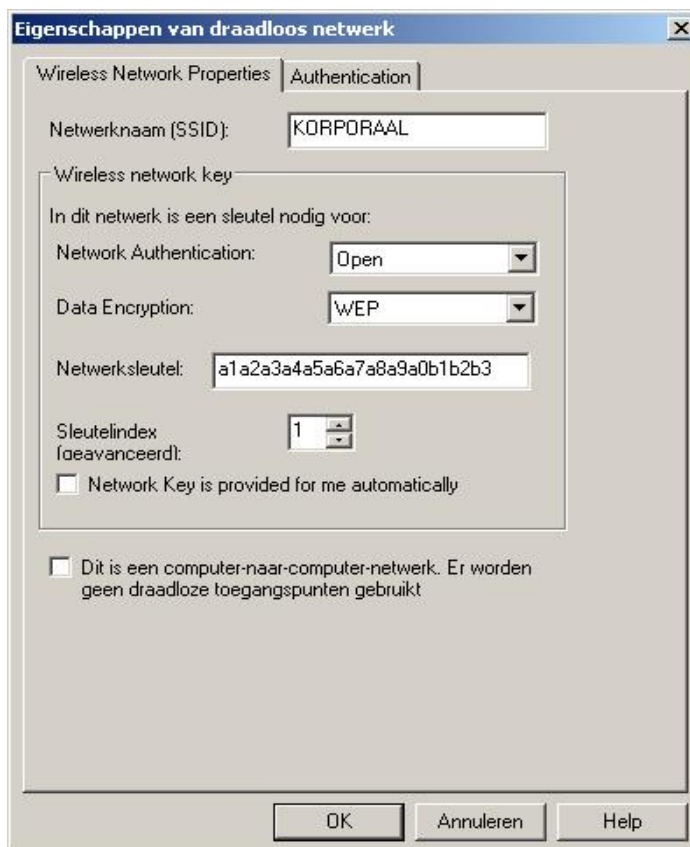 Eigenschappen van draadloos netwerk
Wireless Network Properties
Authentication
Netwerknaam (SSID):
KORPORAAL
Wireless network key
In dit netwerk is een sleutel nodig voor:
Network Authentication:
Open
Data Encryption:
WEP
Netwerksleutel:
a1a2a3a4a5a6a7a8a9a0b1b2b3
Sleutelindex
(geavanceerd):
1
Network Key is provided for me automatically
Dit is een computer-naar-computer-netwerk. Er worden
geen draadloze toegangspunten gebruikt
OK
Annuleren
Help